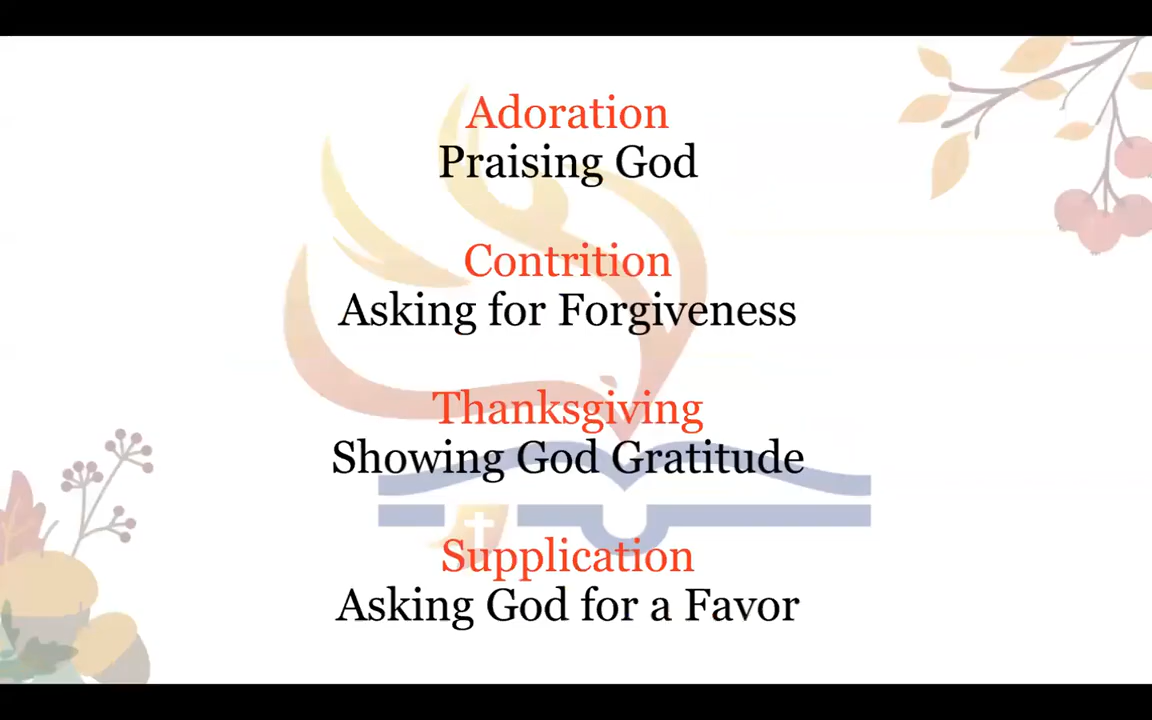 Adoration
Praising God
Contrition
Asking for Forgiveness
Thanksgiving
Showing God Gratitude
Supplication
Asking God for a Favor